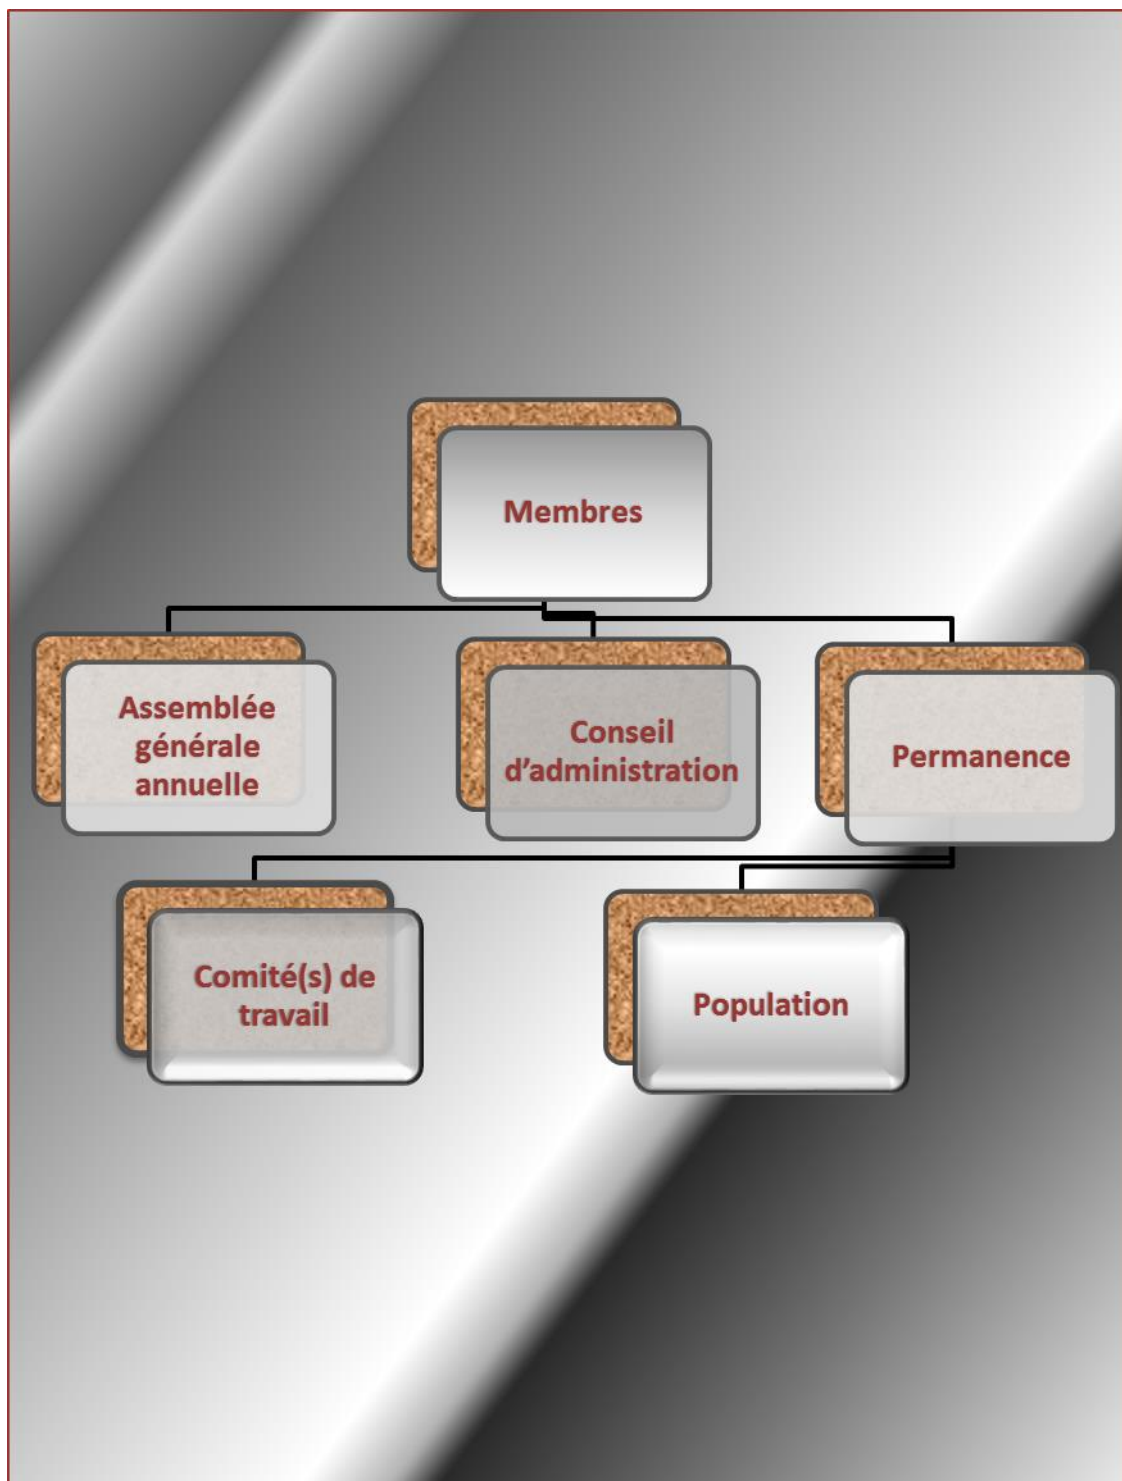 Membres
Assemblée
générale
annuelle
Conseil
d’administration
Permanence
Comité(s) de
travail
Population